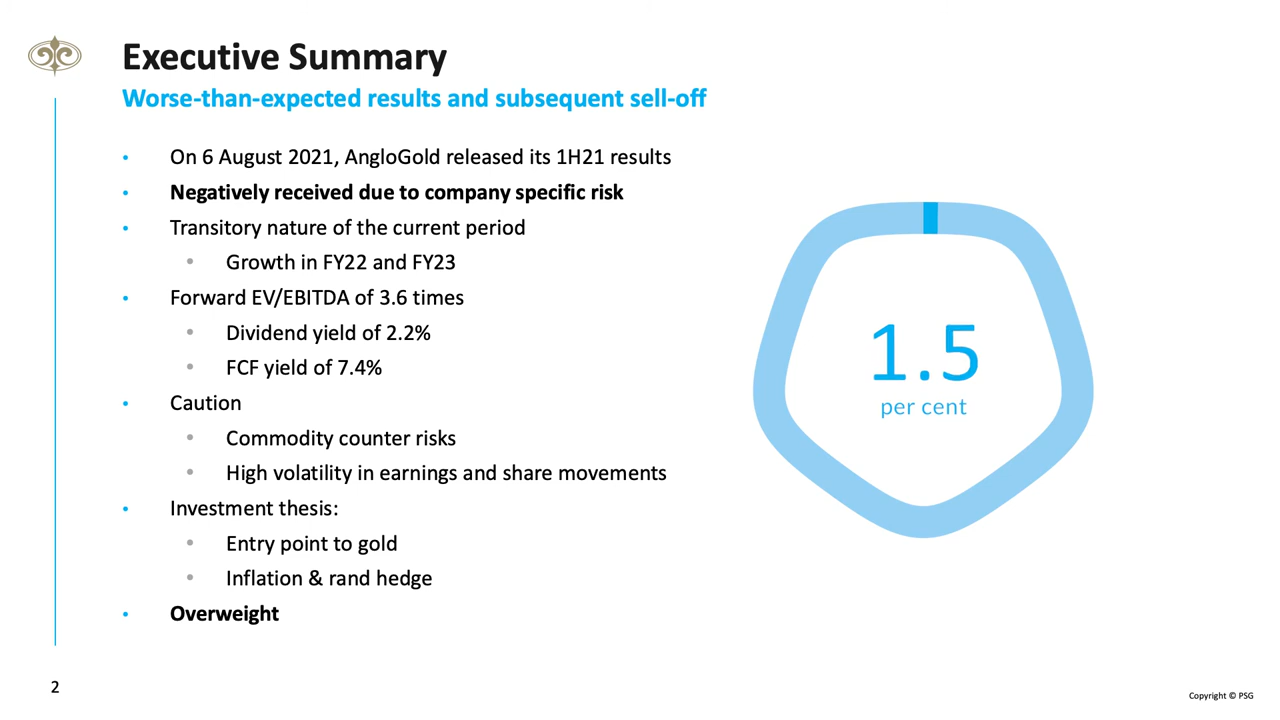 Executive Summary
Worse-than-expected results and subsequent sell-off
• On 6 August 2021, AngloGold released its 1H21 results
• Negatively received due to company specific risk
• Transitory nature of the current period
• Growth in FY22 and FY23
• Forward EV/EBITDA of 3.6 times
• Dividend yield of 2.2%
• FCF yield of 7.4%
• Caution
• Commodity counter risks
• High volatility in earnings and share movements
• Investment thesis:
• Entry point to gold
• Inflation & rand hedge
• Overweight
1.5
per cent
2
Copyright © PSG